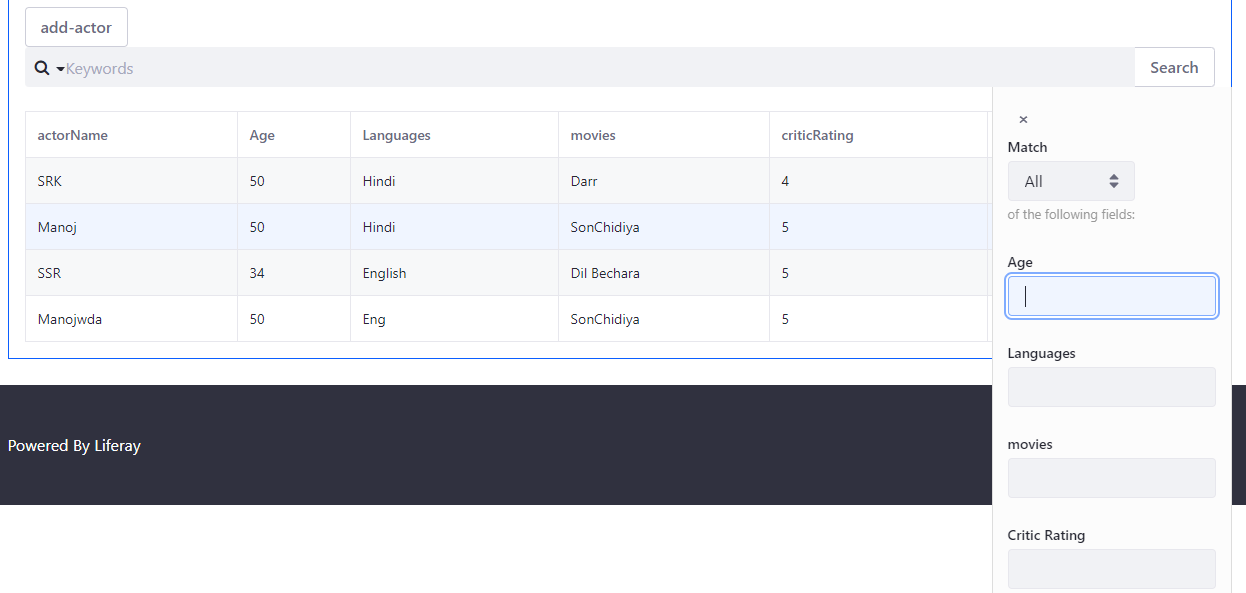 add-actor
Keywords
Search
actorName Age Languages movies criticRating
SRK 50 Hindi Darr 4
Manoj 50 Hindi SonChidiya 5
SSR 34 English Dil Bechara 5
Manojwda 50 Eng SonChidiya 5
×
Match
All
of the following fields:
Age
Languages
movies
Critic Rating
Powered By Liferay